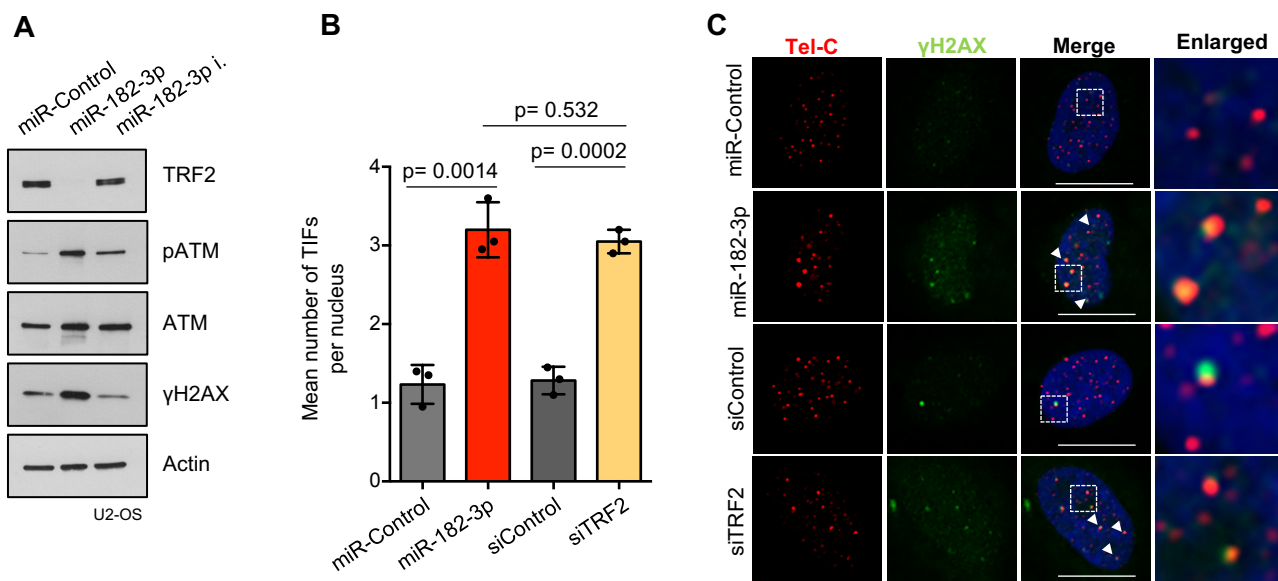 A
miR-Control
miR-182-3p
miR-182-3p i.
TRF2
pATM
ATM
γH2AX
Actin
U2-OS
B
p= 0.532
p= 0.0014
p= 0.0002
Mean number of TIFs
per nucleus
4
3
2
1
0
miR-Control
miR-182-3p
siControl
siTRF2
C
Tel-C
γH2AX
Merge
Enlarged
miR-Control
miR-182-3p
siControl
siTRF2